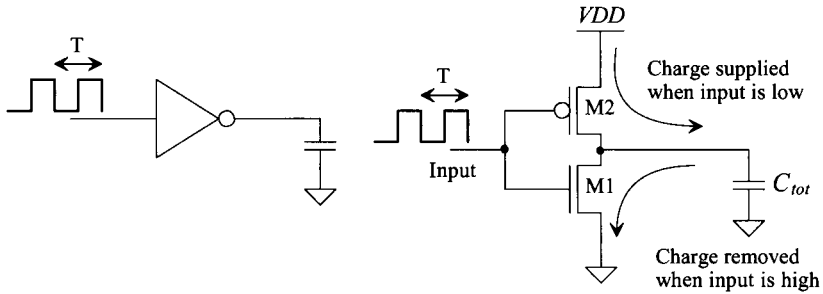 T
VDD
T
Charge supplied
when input is low
M2
Input
M1
C_tot
Charge removed
when input is high